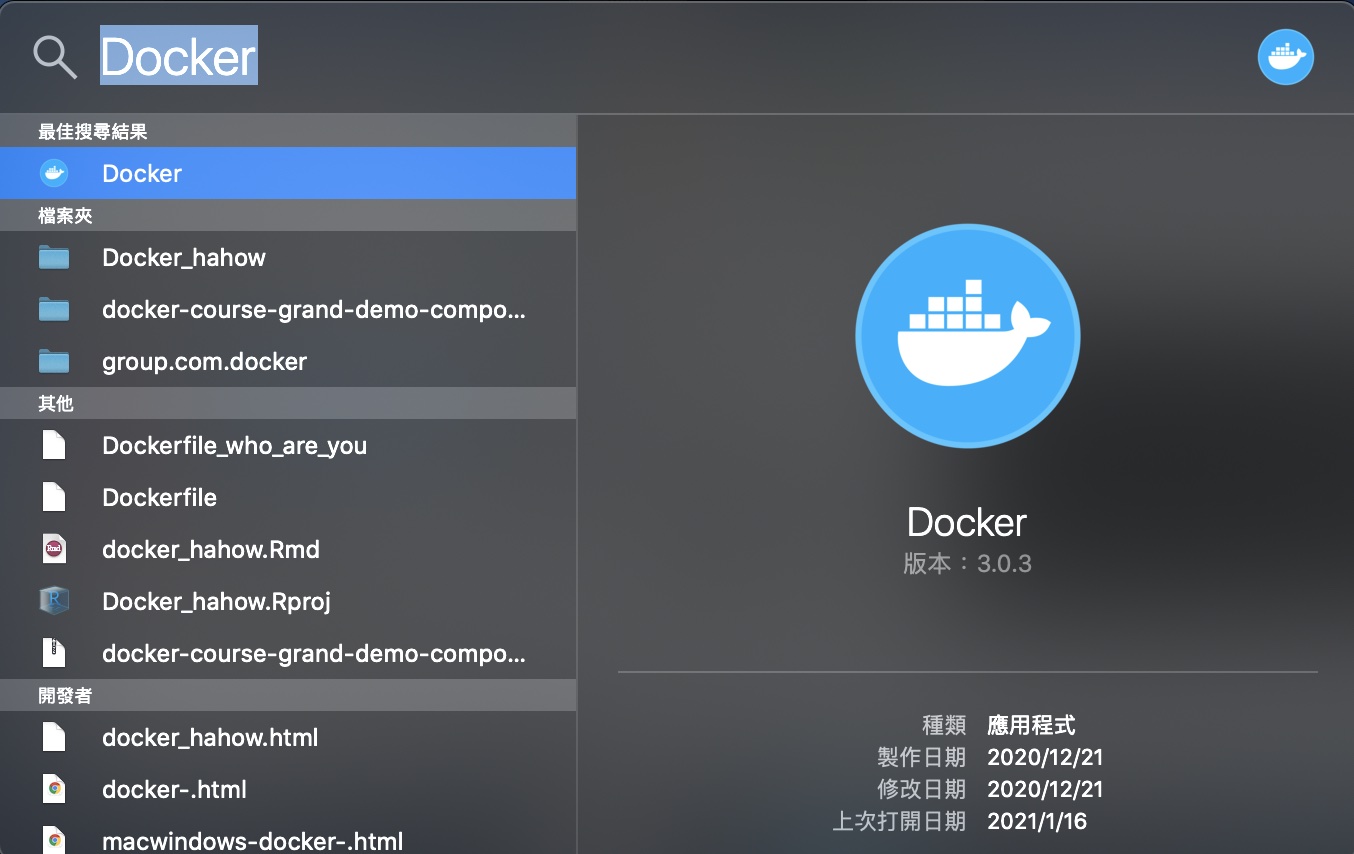 Docker
最佳搜尋結果
Docker
檔案夾
Docker_hahow
docker-course-grand-demo-compo...
group.com.docker
其他
Dockerfile_who_are_you
Dockerfile
docker_hahow.Rmd
Docker_hahow.Rproj
docker-course-grand-demo-compo...
開發者
docker_hahow.html
docker-.html
macwindows-docker-.html
Docker
版本：3.0.3
種類 應用程式
製作日期 2020/12/21
修改日期 2020/12/21
上次打開日期 2021/1/16